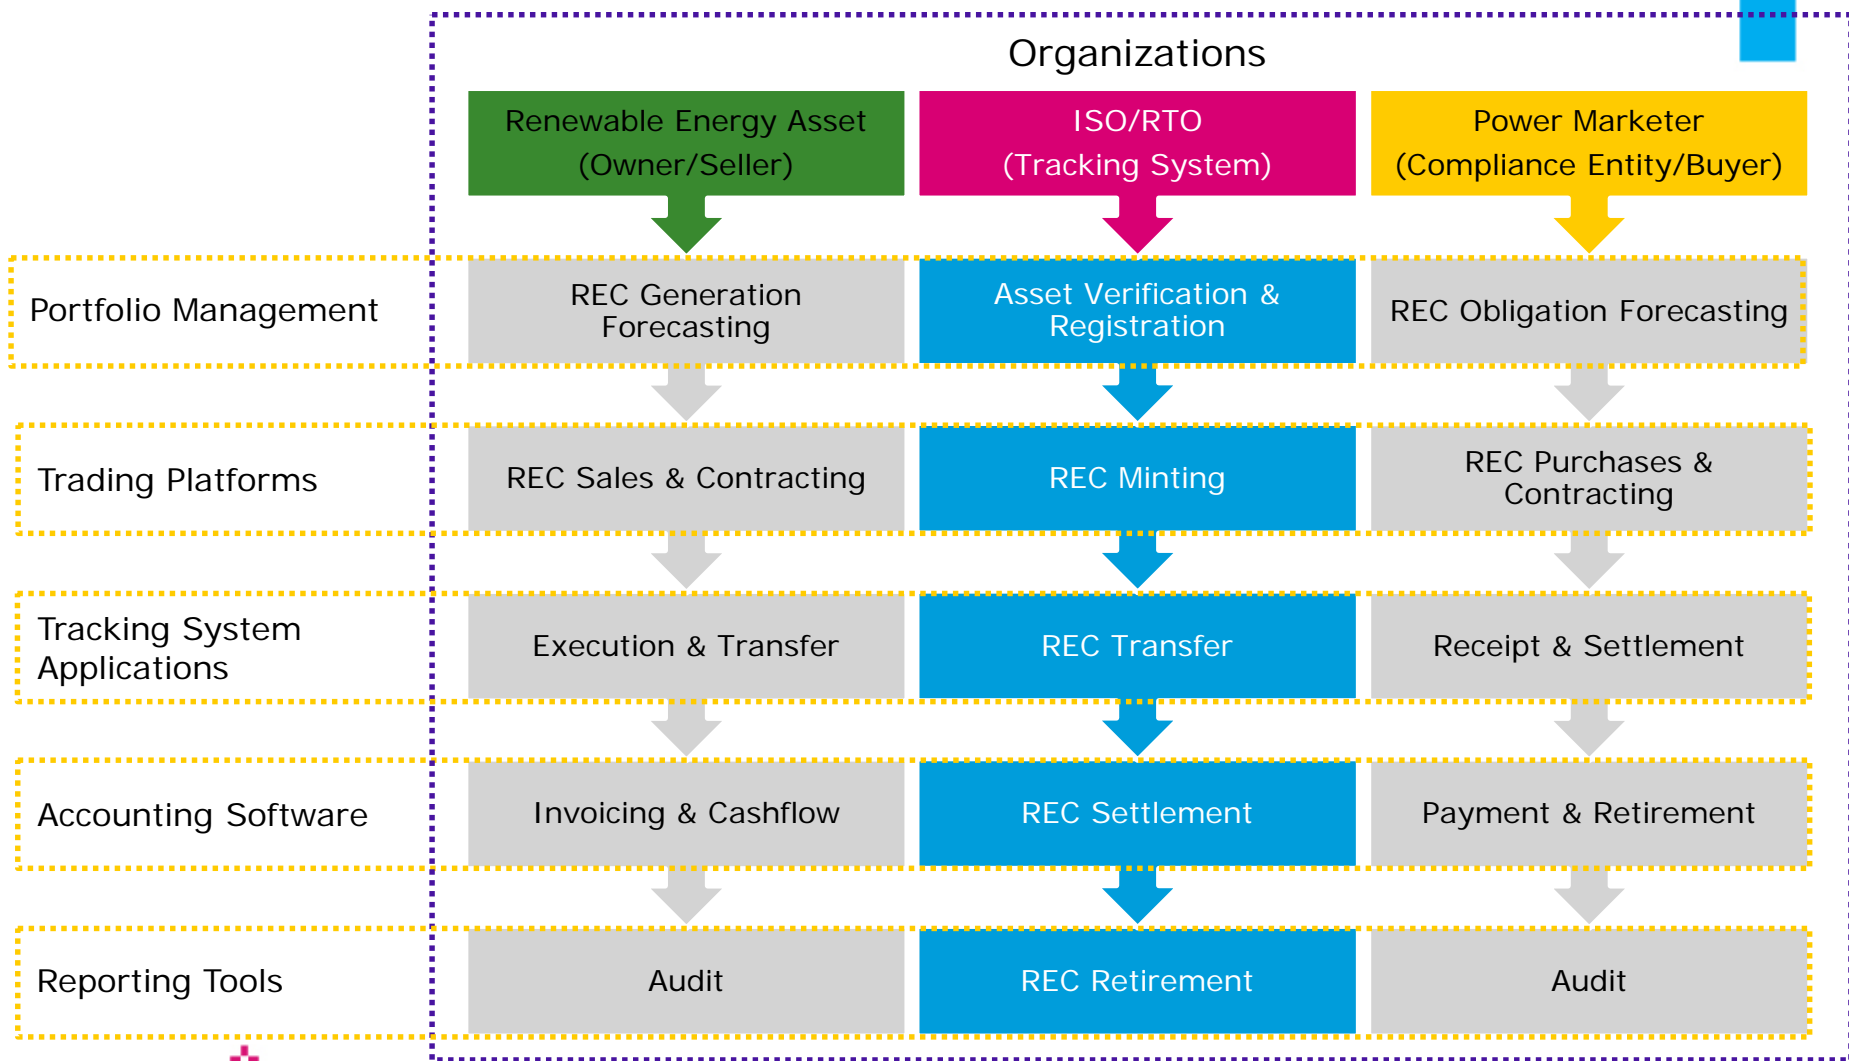 Organizations
Renewable Energy Asset
(Owner/Seller)
ISO/RTO
(Tracking System)
Power Marketer
(Compliance Entity/Buyer)
Portfolio Management
REC Generation
Forecasting
Asset Verification &
Registration
REC Obligation Forecasting
Trading Platforms
REC Sales & Contracting
REC Minting
REC Purchases &
Contracting
Tracking System
Applications
Execution & Transfer
REC Transfer
Receipt & Settlement
Accounting Software
Invoicing & Cashflow
REC Settlement
Payment & Retirement
Reporting Tools
Audit
REC Retirement
Audit